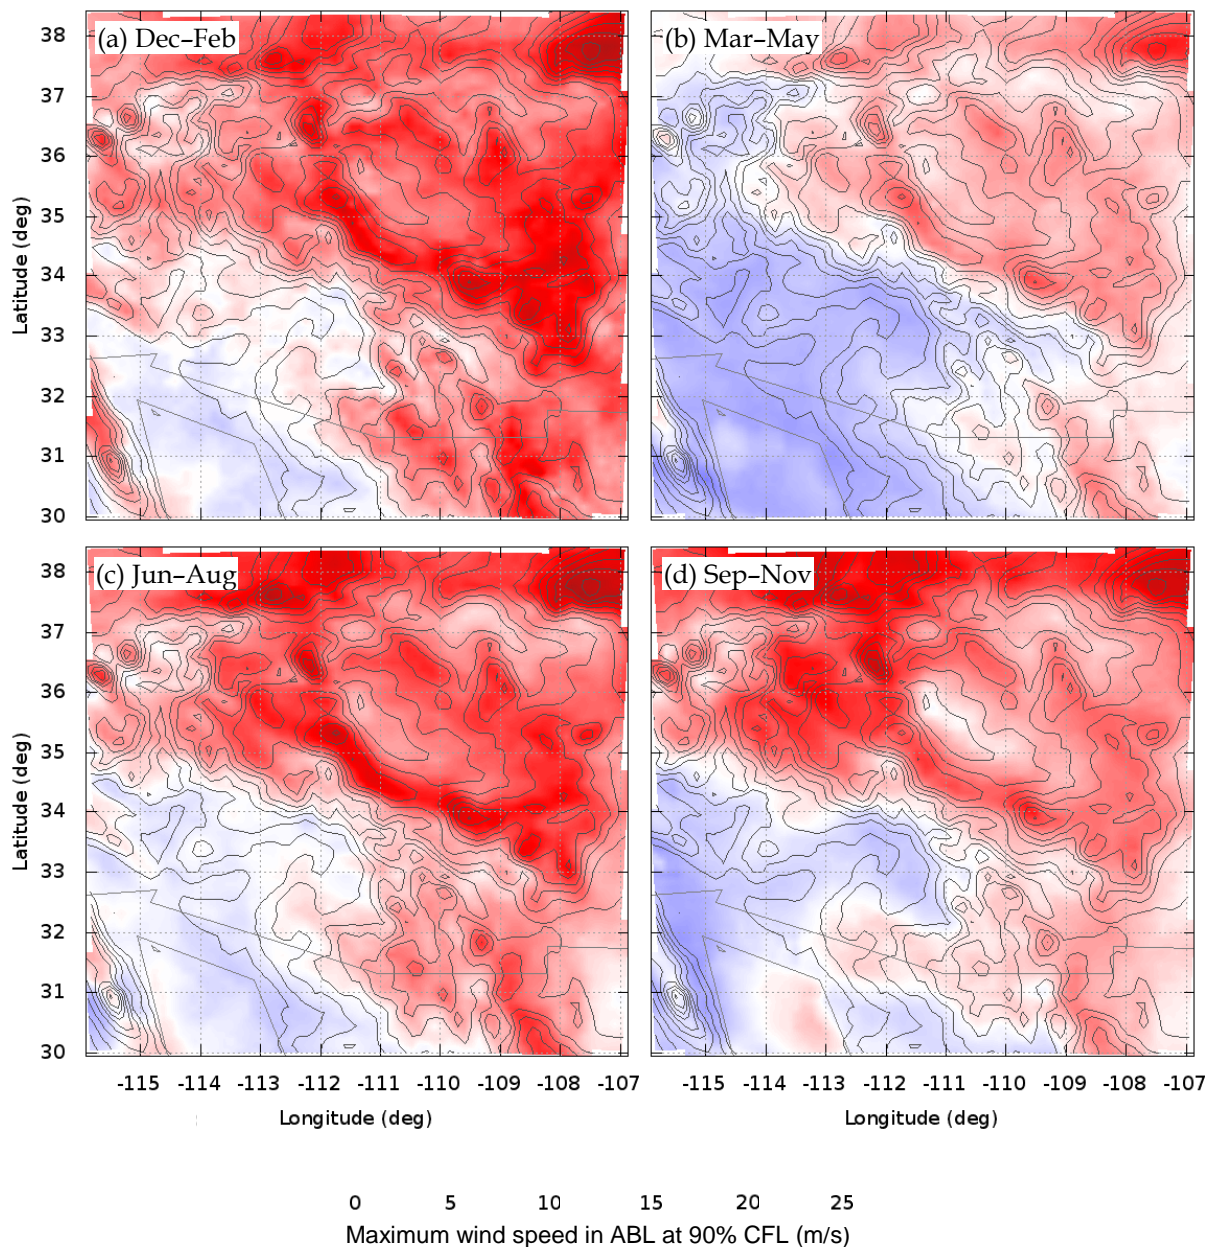 (a) Dec–Feb
(b) Mar–May
38
37
36
35
34
33
32
31
30
Latitude (deg)
(c) Jun–Aug
(d) Sep–Nov
38
37
36
35
34
33
32
31
30
Latitude (deg)
-115 -114 -113 -112 -111 -110 -109 -108 -107
-115 -114 -113 -112 -111 -110 -109 -108 -107
Longitude (deg)
Longitude (deg)
0 5 10 15 20 25
Maximum wind speed in ABL at 90% CFL (m/s)